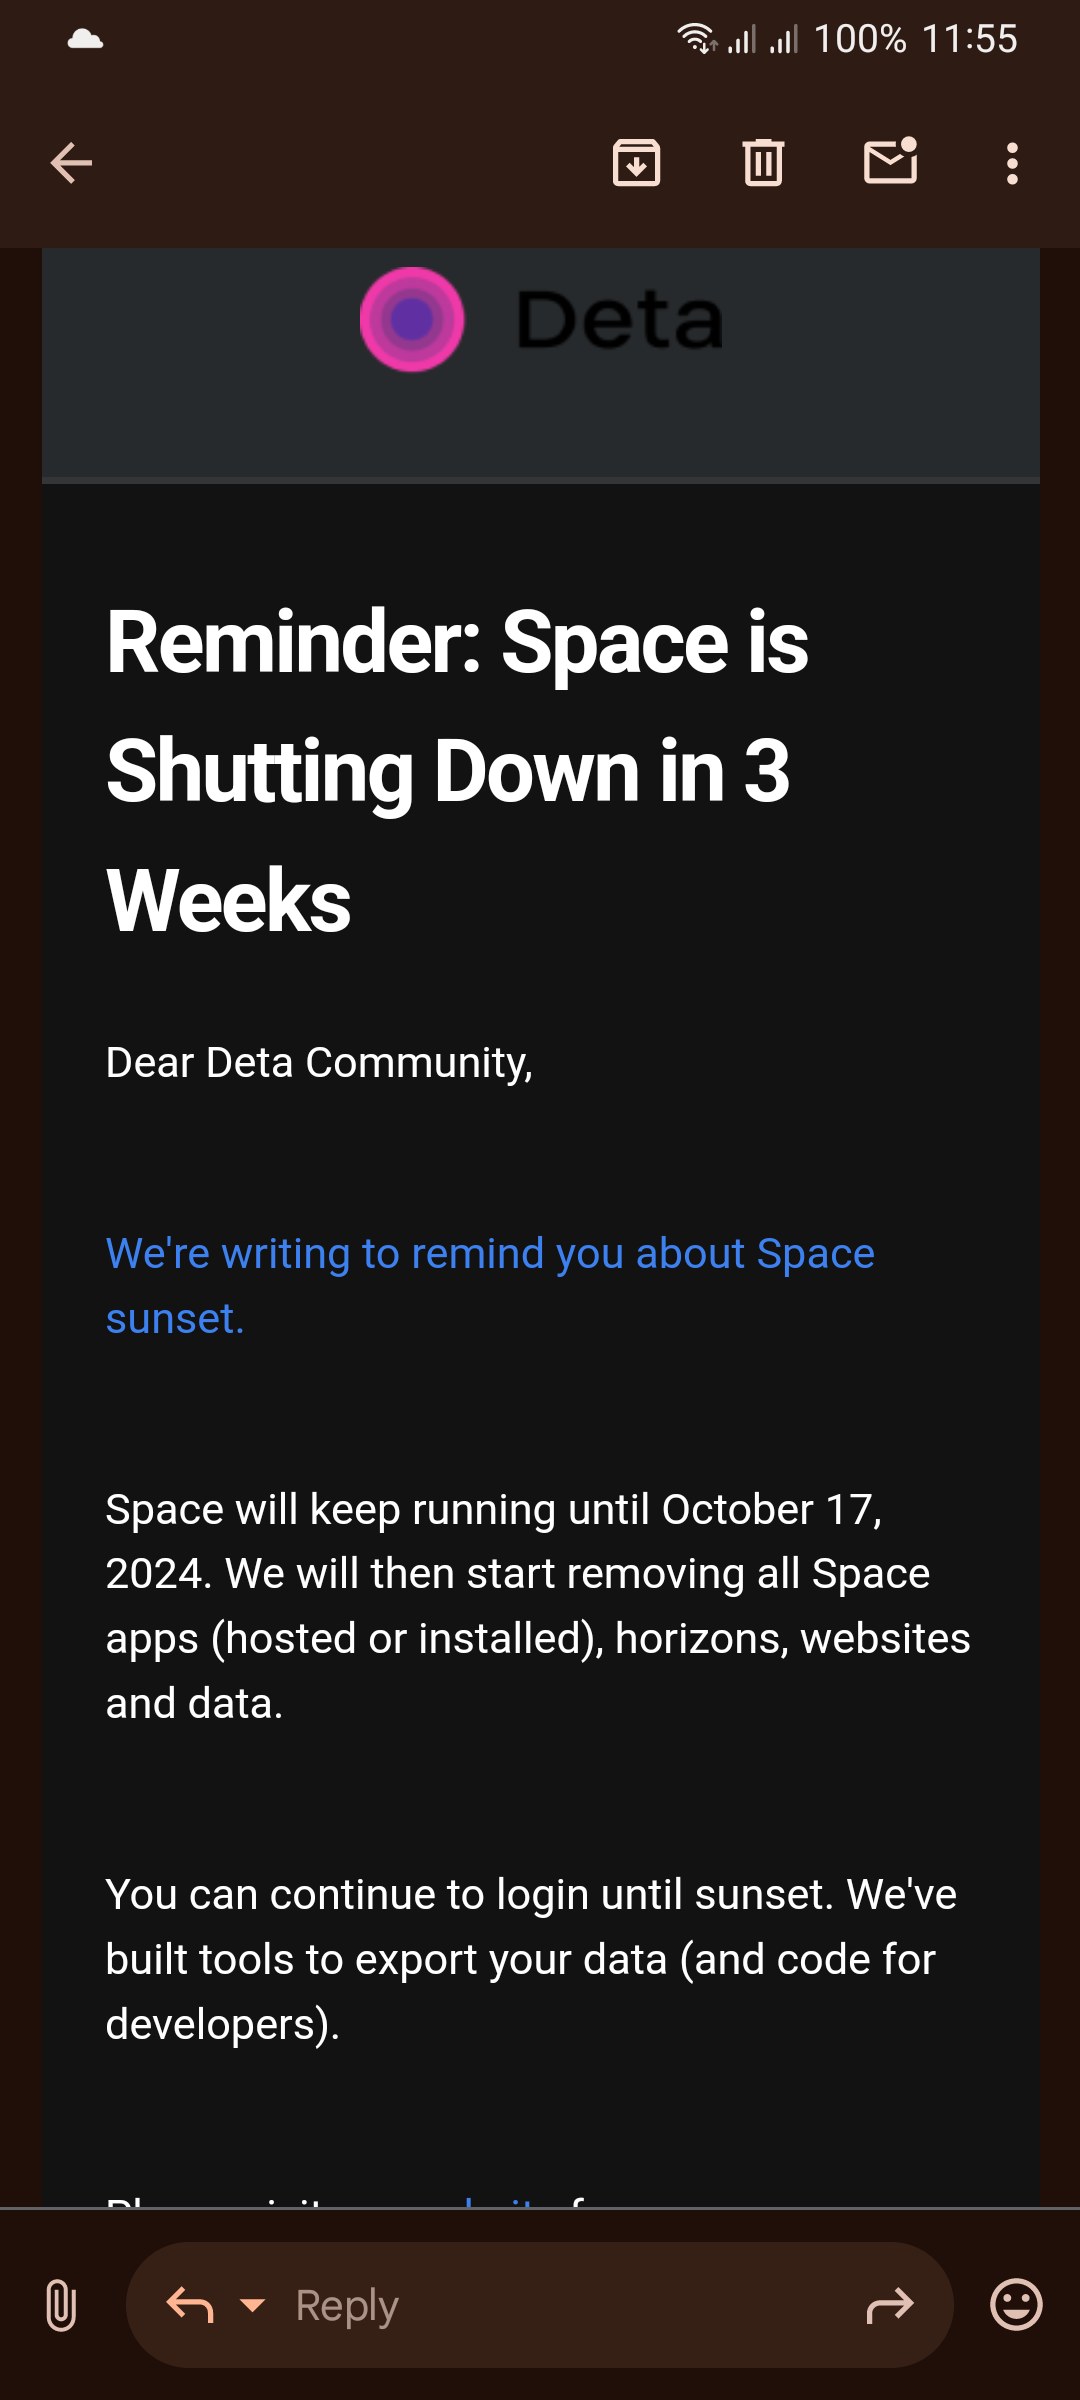 100% 11:55
Deta
Reminder: Space is
Shutting Down in 3
Weeks
Dear Deta Community,
We're writing to remind you about Space
sunset.
Space will keep running until October 17,
2024. We will then start removing all Space
apps (hosted or installed), horizons, websites
and data.
You can continue to login until sunset. We've
built tools to export your data (and code for
developers).
Reply